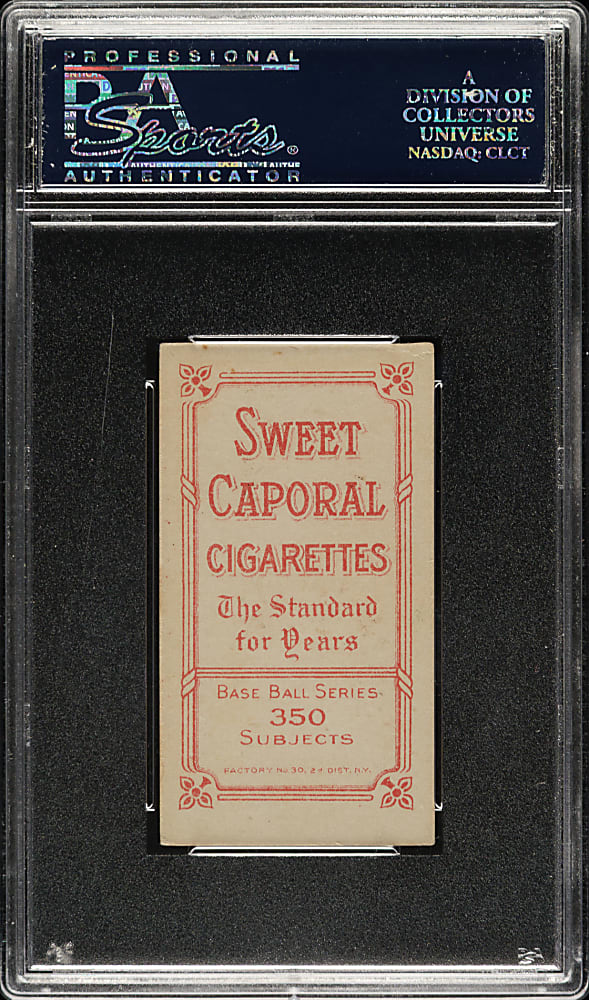 PROFESSIONAL
PSA
Sports®
AUTHENTICATOR
A
DIVISION OF
COLLECTORS
UNIVERSE
NASDAQ: CLCT
SWEET
CAPORAL
CIGARETTES
The Standard
for Years
BASE BALL SERIES
350
SUBJECTS
FACTORY No 30, 2d DIST. N.Y.